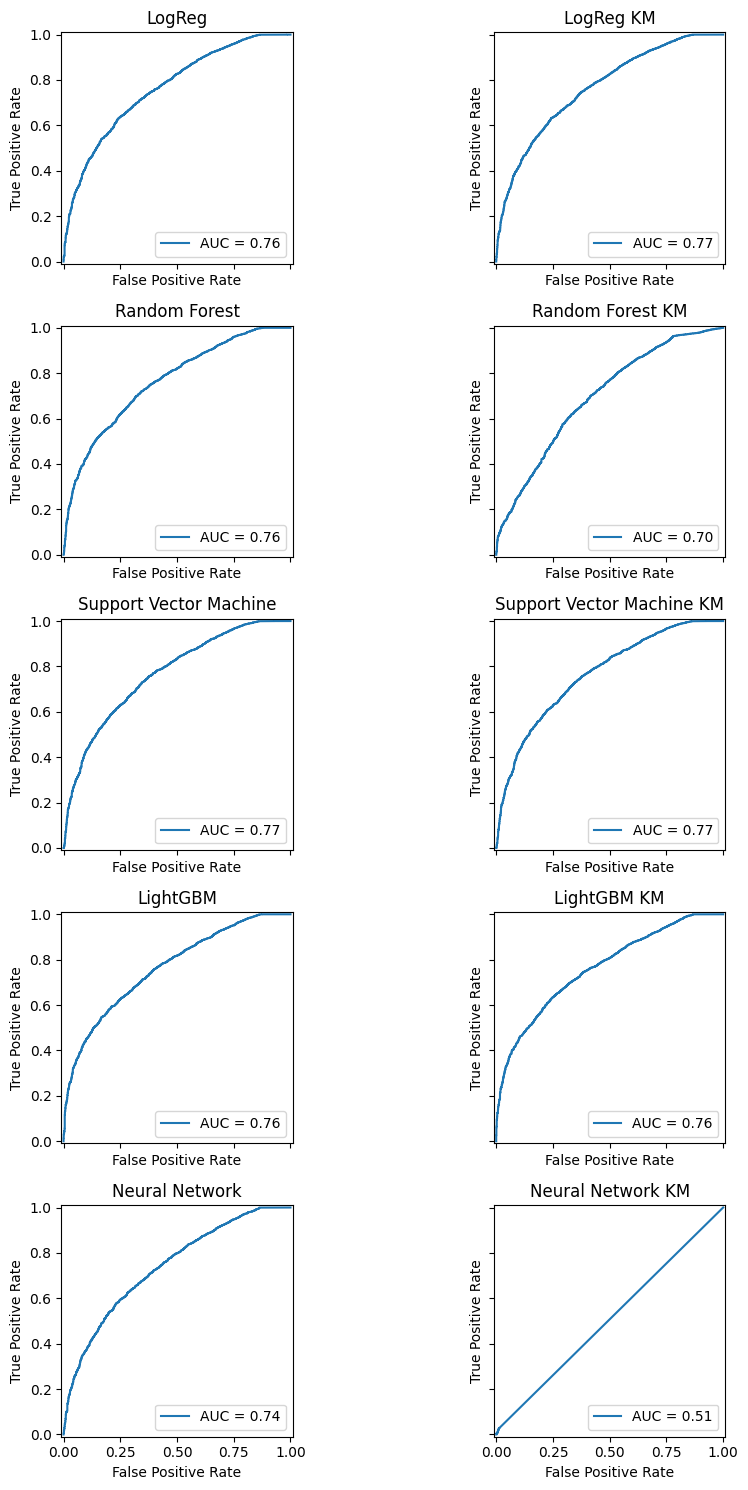 LogReg
1.0
0.8
0.6
0.4
0.2
0.0
True Positive Rate
False Positive Rate
AUC = 0.76
LogReg KM
True Positive Rate
False Positive Rate
AUC = 0.77
Random Forest
1.0
0.8
0.6
0.4
0.2
0.0
True Positive Rate
False Positive Rate
AUC = 0.76
Random Forest KM
True Positive Rate
False Positive Rate
AUC = 0.70
Support Vector Machine
1.0
0.8
0.6
0.4
0.2
0.0
True Positive Rate
False Positive Rate
AUC = 0.77
Support Vector Machine KM
True Positive Rate
False Positive Rate
AUC = 0.77
LightGBM
1.0
0.8
0.6
0.4
0.2
0.0
True Positive Rate
False Positive Rate
AUC = 0.76
LightGBM KM
True Positive Rate
False Positive Rate
AUC = 0.76
Neural Network
1.0
0.8
0.6
0.4
0.2
0.0
True Positive Rate
AUC = 0.74
0.00 0.25 0.50 0.75 1.00
False Positive Rate
Neural Network KM
True Positive Rate
AUC = 0.51
0.00 0.25 0.50 0.75 1.00
False Positive Rate